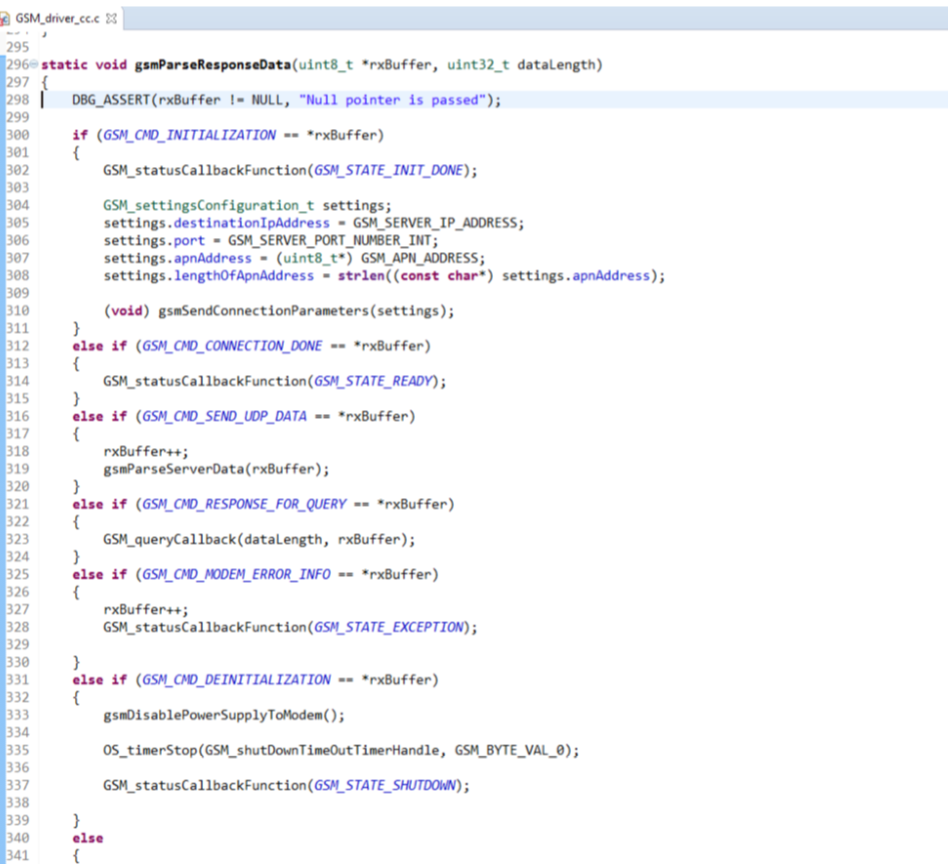 GSM_driver_cc.c
295
296 static void gsmParseResponseData(uint8_t *rxBuffer, uint32_t dataLength)
297 {
298     DBG_ASSERT(rxBuffer != NULL, "Null pointer is passed");
299
300     if (GSM_CMD_INITIALIZATION == *rxBuffer)
301     {
302         GSM_statusCallbackFunction(GSM_STATE_INIT_DONE);
303
304         GSM_settingsConfiguration_t settings;
305         settings.destinationIpAddress = GSM_SERVER_IP_ADDRESS;
306         settings.port = GSM_SERVER_PORT_NUMBER_INT;
307         settings.apnAddress = (uint8_t*) GSM_APN_ADDRESS;
308         settings.lengthOfApnAddress = strlen((const char*) settings.apnAddress);
309
310         (void) gsmSendConnectionParameters(settings);
311     }
312     else if (GSM_CMD_CONNECTION_DONE == *rxBuffer)
313     {
314         GSM_statusCallbackFunction(GSM_STATE_READY);
315     }
316     else if (GSM_CMD_SEND_UDP_DATA == *rxBuffer)
317     {
318         rxBuffer++;
319         gsmParseServerData(rxBuffer);
320     }
321     else if (GSM_CMD_RESPONSE_FOR_QUERY == *rxBuffer)
322     {
323         GSM_queryCallback(dataLength, rxBuffer);
324     }
325     else if (GSM_CMD_MODEM_ERROR_INFO == *rxBuffer)
326     {
327         rxBuffer++;
328         GSM_statusCallbackFunction(GSM_STATE_EXCEPTION);
329
330     }
331     else if (GSM_CMD_DEINITIALIZATION == *rxBuffer)
332     {
333         gsmDisablePowerSupplyToModem();
334
335         OS_timerStop(GSM_shutDownTimeOutTimerHandle, GSM_BYTE_VAL_0);
336
337         GSM_statusCallbackFunction(GSM_STATE_SHUTDOWN);
338
339     }
340     else
341     {